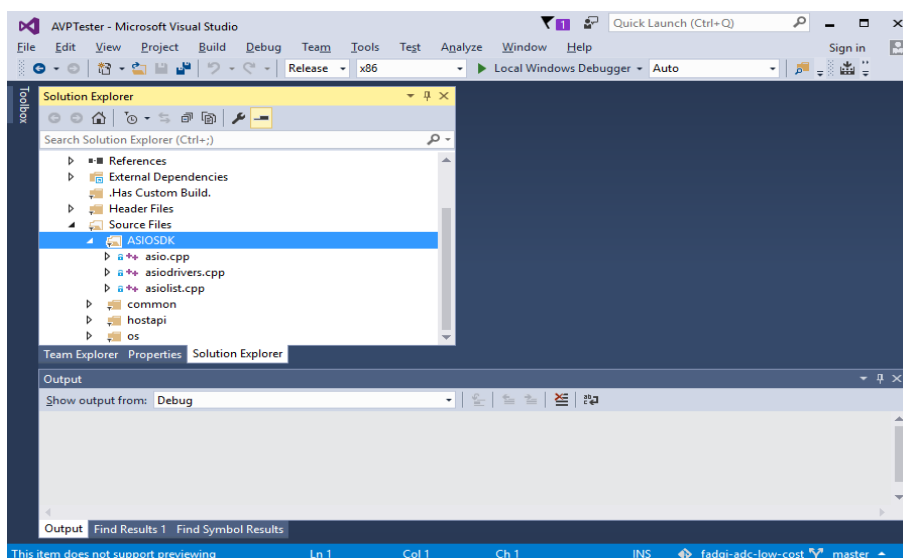 AVPTester - Microsoft Visual Studio
1
Quick Launch (Ctrl+Q)
File Edit View Project Build Debug Team Tools Test Analyze Window Help
Sign in
Release x86 Local Windows Debugger Auto
Toolbox
Solution Explorer
Search Solution Explorer (Ctrl+;)
References
External Dependencies
.Has Custom Build.
Header Files
Source Files
ASIOSDK
++ asio.cpp
++ asiodrivers.cpp
++ asiolist.cpp
common
hostapi
os
Team Explorer Properties Solution Explorer
Output
Show output from: Debug
Output Find Results 1 Find Symbol Results
This item does not support previewing Ln 1 Col 1 Ch 1 INS fadgi-adc-low-cost master